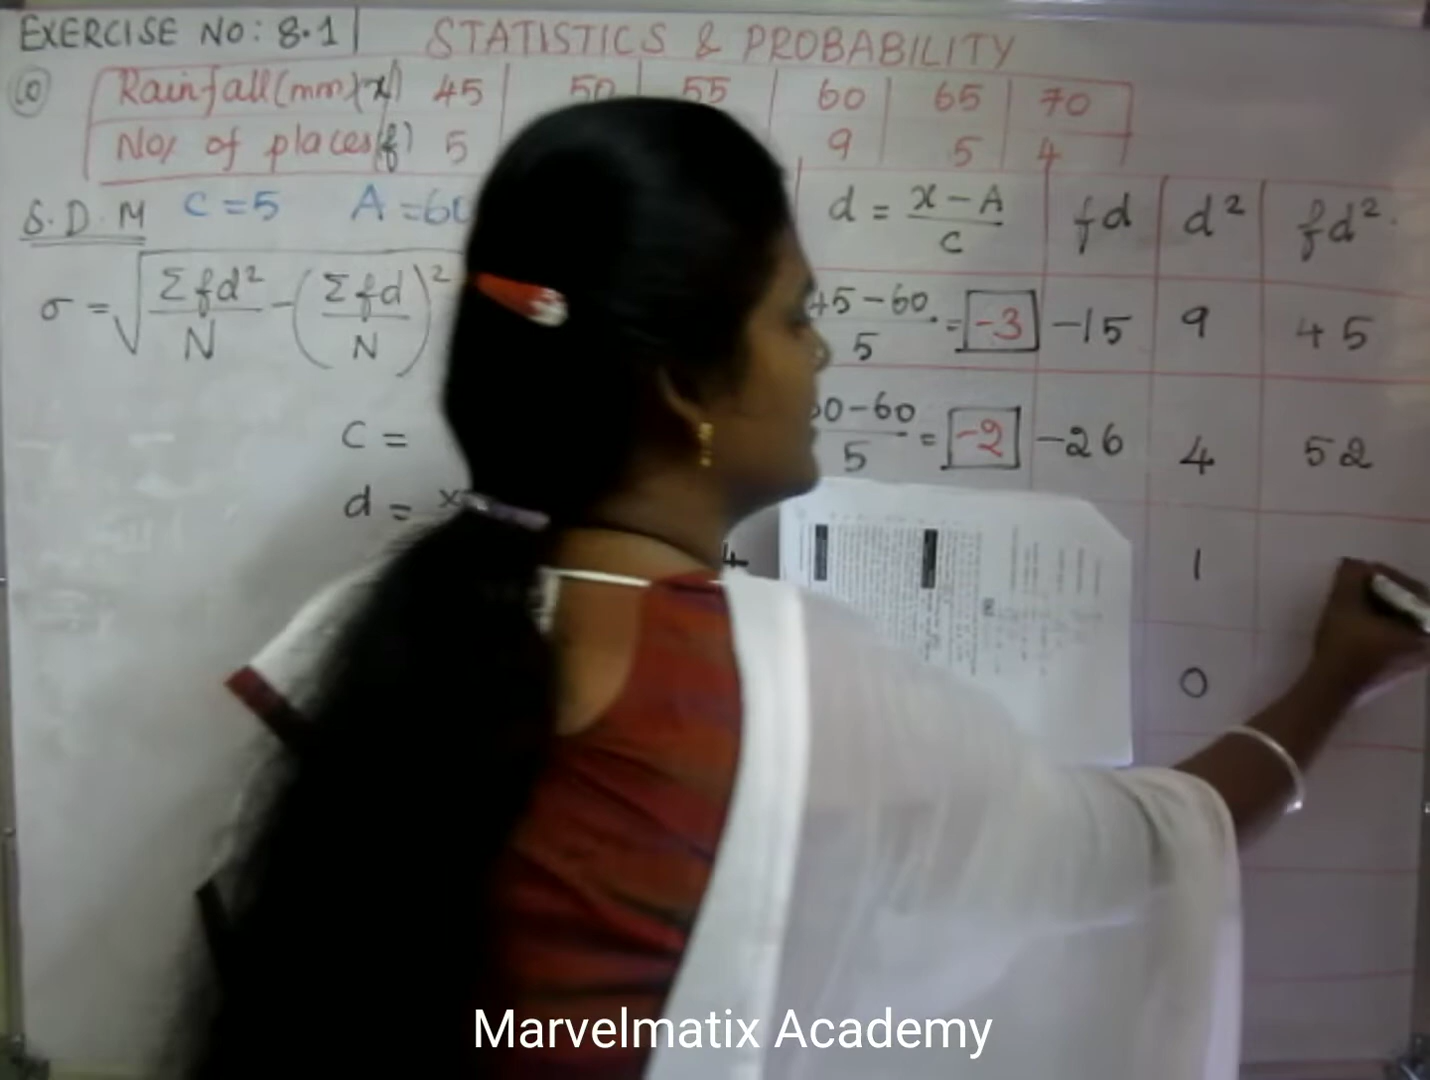 EXERCISE NO: 8.1 STATISTICS & PROBABILITY
10 Rainfall (mm) (x) 45 50 55 60 65 70
No/ of places (f) 5 9 5 4
S.D.M C = 5 A = 60
d = x - A / C fd d² fd²
σ = √ Σfd² / N - ( Σfd / N )²
45 - 60 / 5 = -3 -15 9 45
50 - 60 / 5 = -2 -26 4 52
C =
d = x
1
0
Marvelmatix Academy